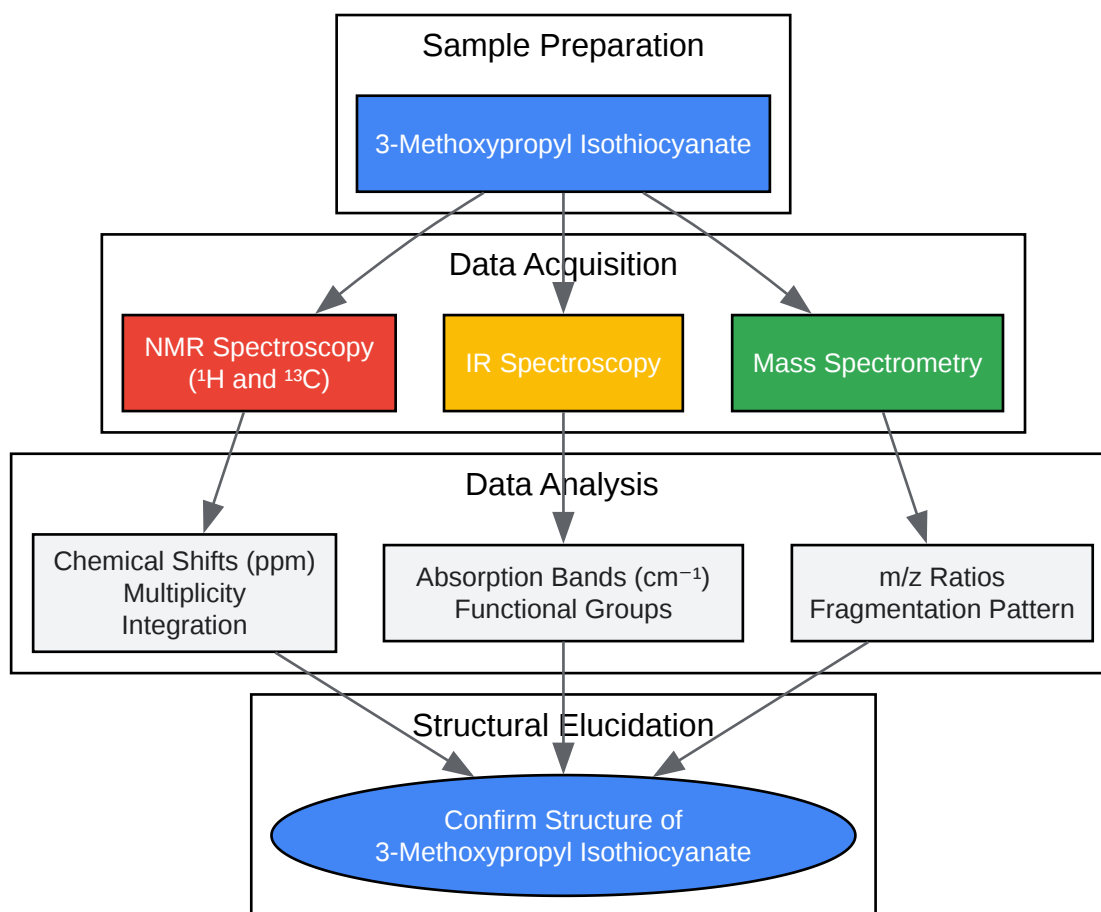 Sample Preparation
3-Methoxypropyl Isothiocyanate
Data Acquisition
NMR Spectroscopy
(¹H and ¹³C)
IR Spectroscopy
Mass Spectrometry
Data Analysis
Chemical Shifts (ppm)
Multiplicity
Integration
Absorption Bands (cm⁻¹)
Functional Groups
m/z Ratios
Fragmentation Pattern
Structural Elucidation
Confirm Structure of
3-Methoxypropyl Isothiocyanate